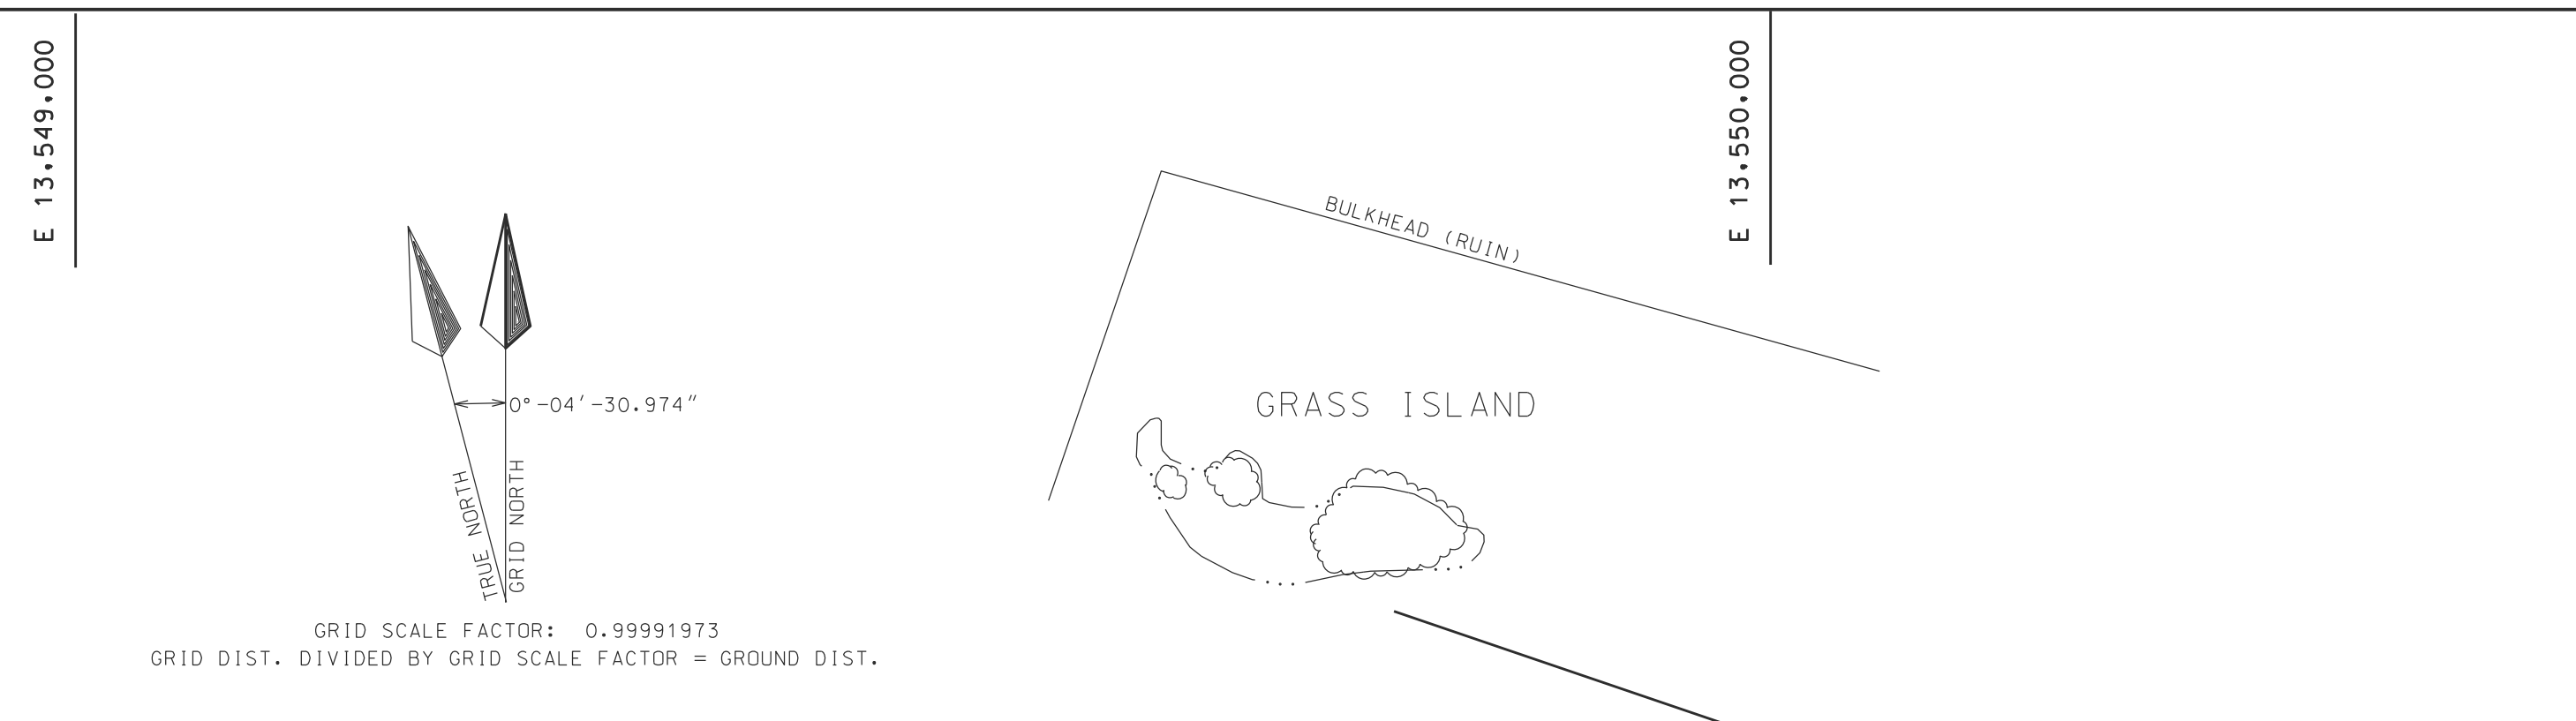 E 13,549,000
E 13,550,000
BULKHEAD (RUIN)
GRASS ISLAND
0°-04'-30.974"
TRUE NORTH
GRID NORTH
GRID SCALE FACTOR: 0.99991973
GRID DIST. DIVIDED BY GRID SCALE FACTOR = GROUND DIST.